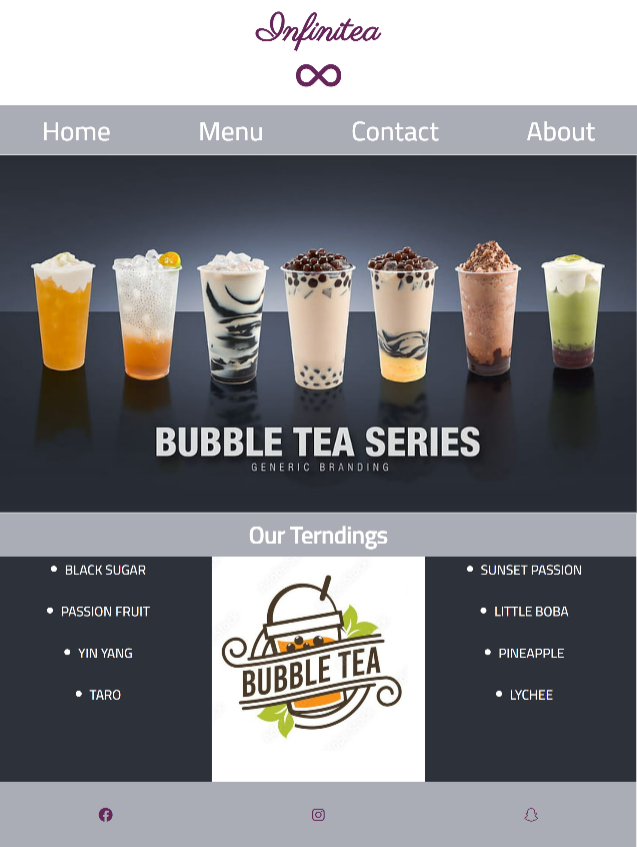 Infinitea
Home Menu Contact About
BUBBLE TEA SERIES
GENERIC BRANDING
Our Terndings
BLACK SUGAR
PASSION FRUIT
YIN YANG
TARO
BUBBLE TEA
SUNSET PASSION
LITTLE BOBA
PINEAPPLE
LYCHEE